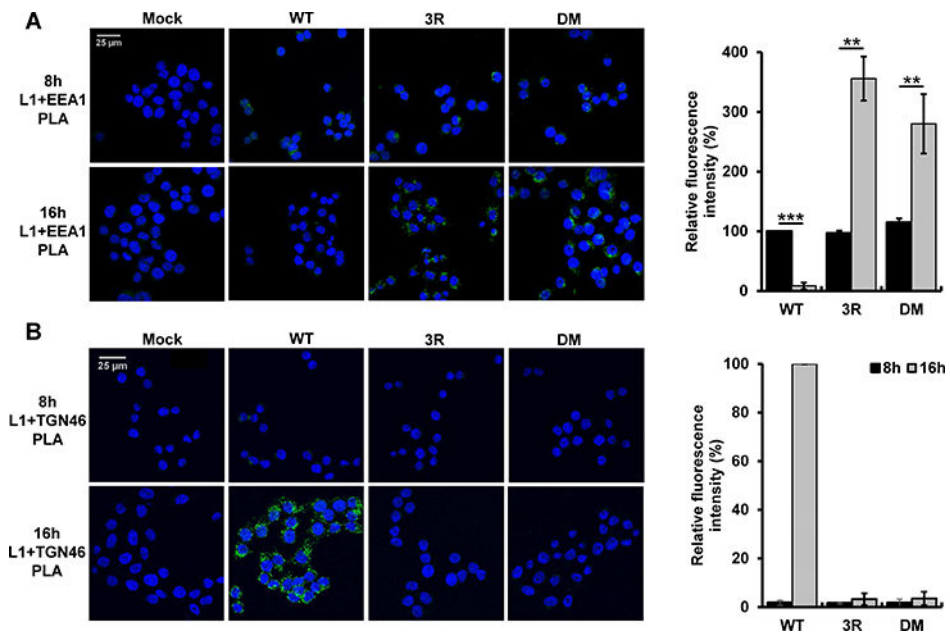 A
Mock
WT
3R
DM
25 µm
8h
L1+EEA1
PLA
16h
L1+EEA1
PLA
Relative fluorescence
intensity (%)
400
300
200
100
0
***
**
**
WT
3R
DM
B
Mock
WT
3R
DM
25 µm
8h
L1+TGN46
PLA
16h
L1+TGN46
PLA
Relative fluorescence
intensity (%)
100
80
60
40
20
0
8h
16h
WT
3R
DM